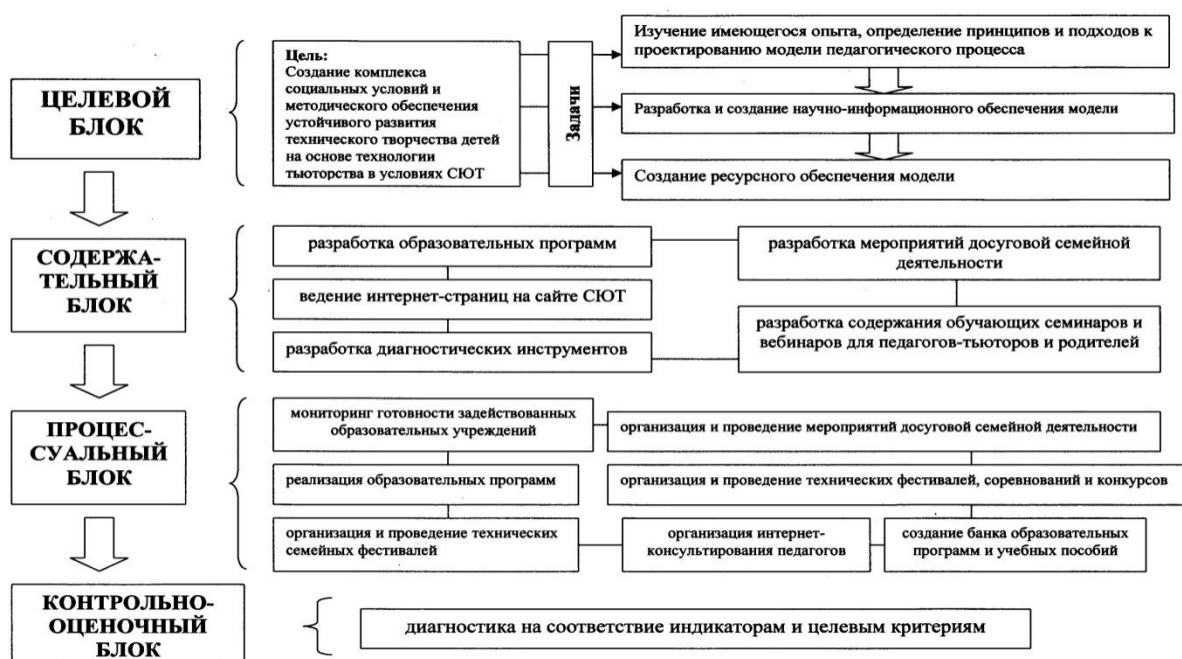 ЦЕЛЕВОЙ
БЛОК
Цель:
Создание комплекса
социальных условий и
методического обеспечения
устойчивого развития
технического творчества детей
на основе технологии
тьюторства в условиях СЮТ
Задачи
Изучение имеющегося опыта, определение принципов и подходов к
проектированию модели педагогического процесса
Разработка и создание научно-информационного обеспечения модели
Создание ресурсного обеспечения модели
СОДЕРЖА-
ТЕЛЬНЫЙ
БЛОК
разработка образовательных программ
ведение интернет-страниц на сайте СЮТ
разработка диагностических инструментов
разработка мероприятий досуговой семейной
деятельности
разработка содержания обучающих семинаров и
вебинаров для педагогов-тьюторов и родителей
ПРОЦЕС-
СУАЛЬНЫЙ
БЛОК
мониторинг готовности задействованных
образовательных учреждений
организация и проведение мероприятий досуговой семейной деятельности
реализация образовательных программ
организация и проведение технических фестивалей, соревнований и конкурсов
организация и проведение технических
семейных фестивалей
организация интернет-
консультирования педагогов
создание банка образовательных
программ и учебных пособий
КОНТРОЛЬНО-
ОЦЕНОЧНЫЙ
БЛОК
диагностика на соответствие индикаторам и целевым критериям